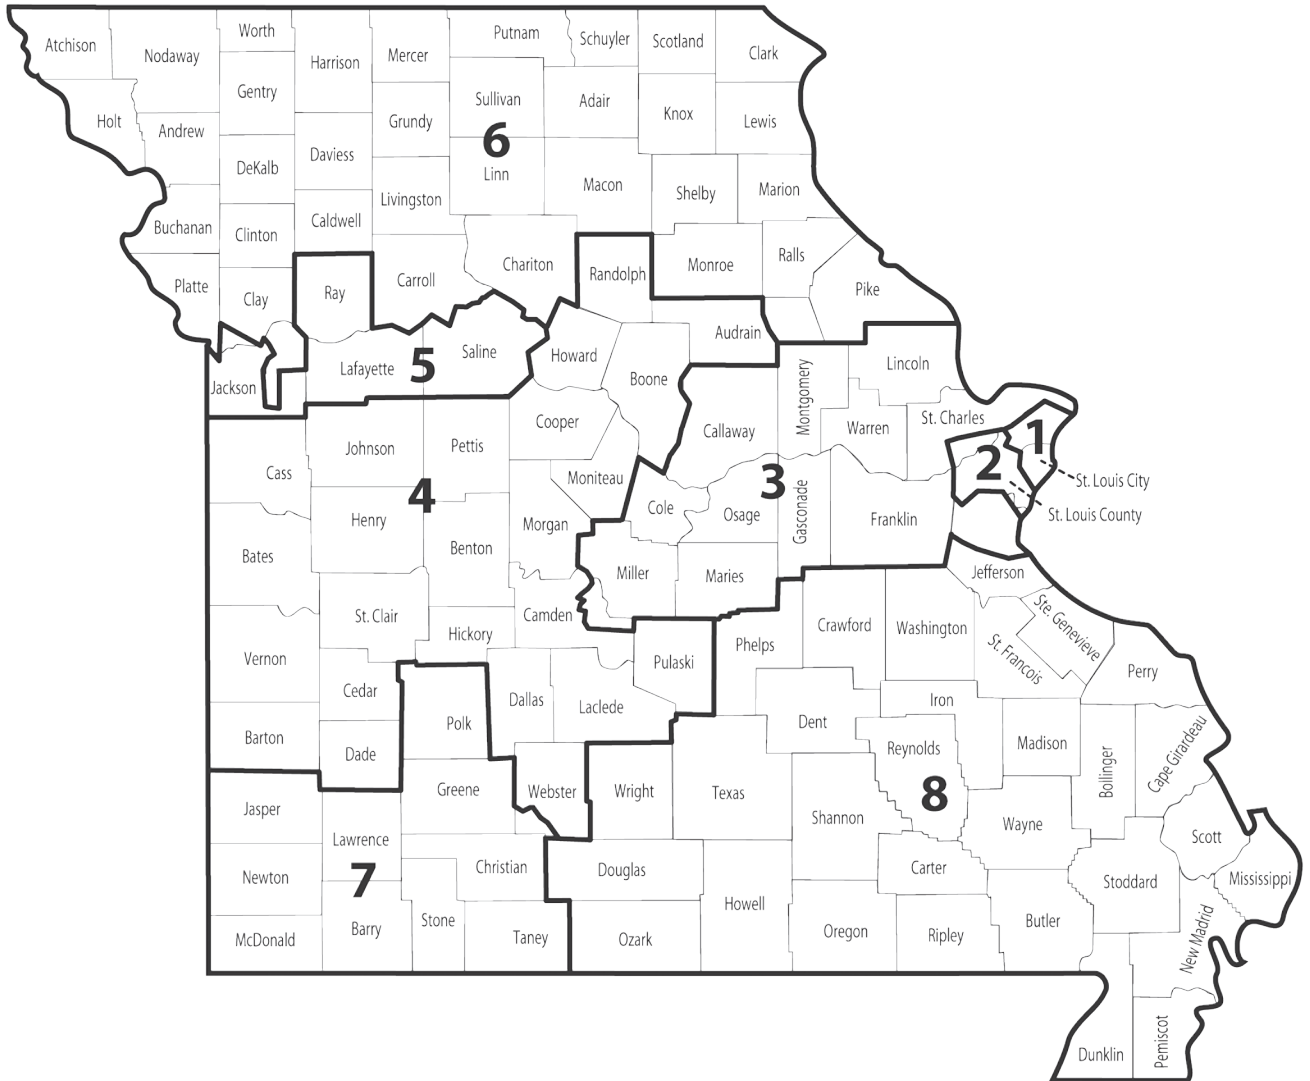 Worth
Putnam
Atchison
Nodaway
Harrison
Mercer
Schuyler
Scotland
Clark
Gentry
Sullivan
Adair
Knox
Lewis
Holt
Andrew
Grundy
6
DeKalb
Daviess
Linn
Macon
Shelby
Marion
Livingston
Buchanan
Clinton
Caldwell
Platte
Clay
Ray
Carroll
Chariton
Randolph
Monroe
Ralls
Pike
Audrain
Jackson
Lafayette
5
Saline
Howard
Boone
Montgomery
Lincoln
Cooper
Callaway
Warren
St. Charles
1
Cass
Johnson
Pettis
2
St. Louis City
Moniteau
3
4
Henry
Morgan
Cole
Osage
Gasconade
Franklin
St. Louis County
Bates
Benton
Miller
Maries
Jefferson
St. Clair
Hickory
Camden
Phelps
Crawford
Washington
Ste. Genevieve
St. Francois
Vernon
Cedar
Pulaski
Perry
Polk
Dallas
Laclede
Dent
Iron
Barton
Dade
Reynolds
Madison
Bollinger
Cape Girardeau
Jasper
Greene
Webster
Wright
Texas
Shannon
8
Wayne
Scott
Lawrence
7
Newton
Christian
Douglas
Carter
Stoddard
Mississippi
McDonald
Barry
Stone
Taney
Ozark
Howell
Oregon
Ripley
Butler
New Madrid
Dunklin
Pemiscot